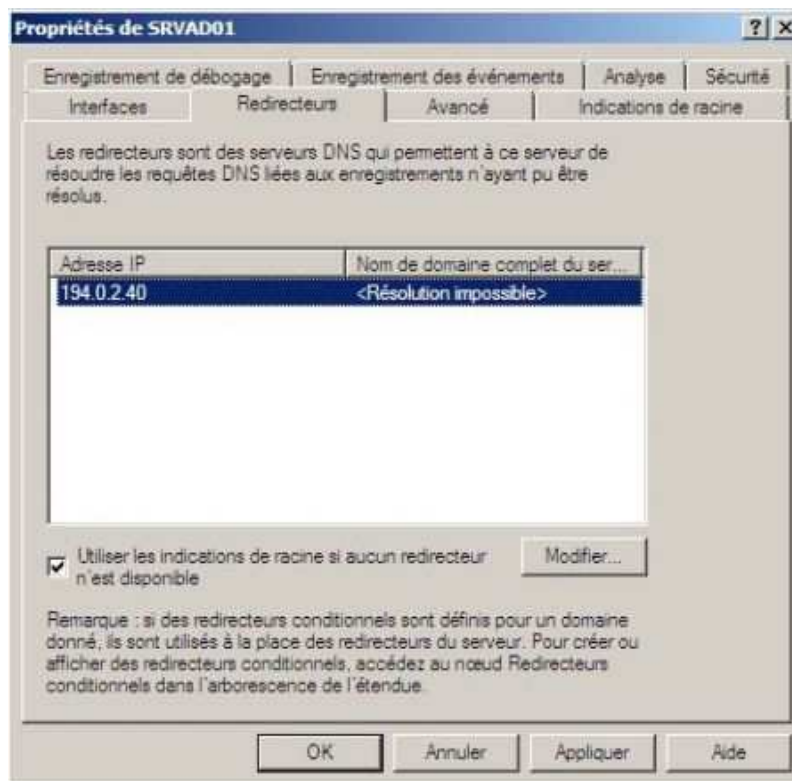 Propriétés de SRVAD01
Enregistrement de débogage
Enregistrement des événements
Analyse
Sécurité
Interfaces
Redirecteurs
Avancé
Indications de racine
Les redirecteurs sont des serveurs DNS qui permettent à ce serveur de
résoudre les requêtes DNS liées aux enregistrements n'ayant pu être
résolus.
Adresse IP
Nom de domaine complet du ser...
194.0.2.40
<Résolution impossible>
Utiliser les indications de racine si aucun redirecteur
n'est disponible
Modifier...
Remarque : si des redirecteurs conditionnels sont définis pour un domaine
donné, ils sont utilisés à la place des redirecteurs du serveur. Pour créer ou
afficher des redirecteurs conditionnels, accédez au nœud Redirecteurs
conditionnels dans l'arborescence de l'étendue.
OK
Annuler
Appliquer
Aide